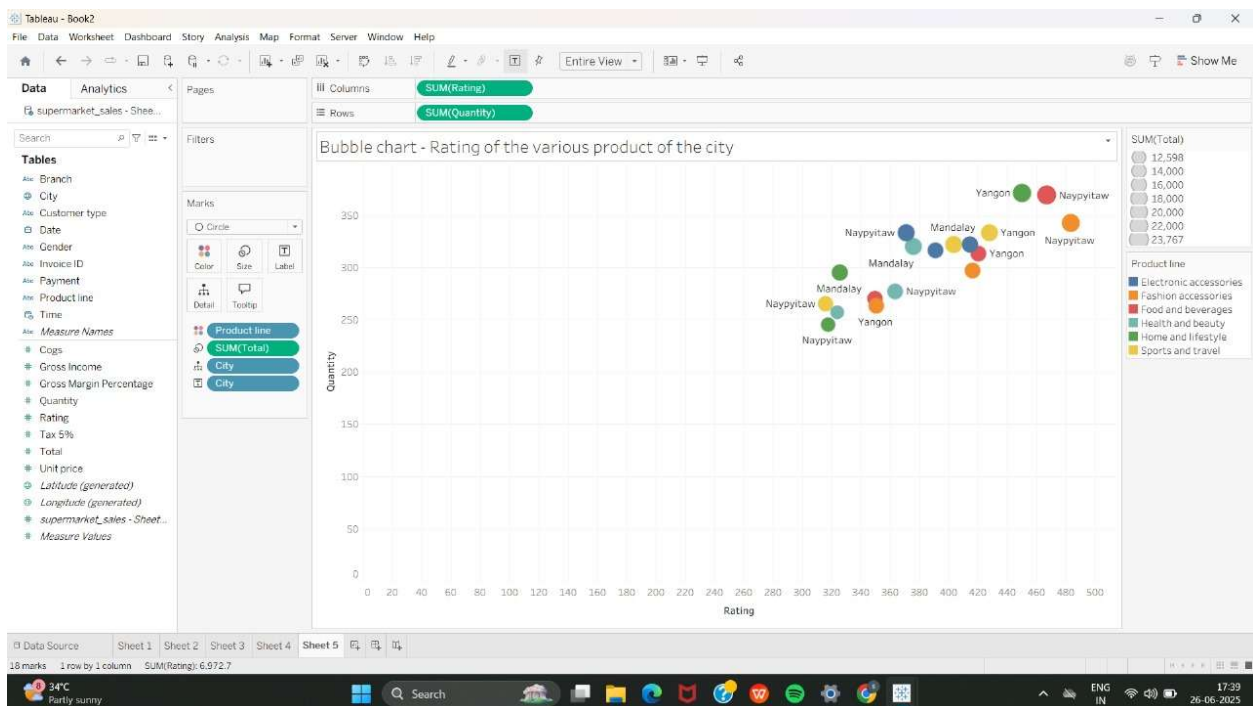 Tableau - Book2
File Data Worksheet Dashboard Story Analysis Map Format Server Window Help
Entire View
Show Me
Data Analytics
supermarket_sales - Shee...
Search
Tables
Abc Branch
City
Abc Customer type
Date
Abc Gender
Abc Invoice ID
Abc Payment
Abc Product line
Time
Abc Measure Names
# Cogs
# Gross Income
# Gross Margin Percentage
# Quantity
# Rating
# Tax 5%
# Total
# Unit price
Latitude (generated)
Longitude (generated)
# supermarket_sales - Sheet...
# Measure Values
Pages
Filters
Marks
Circle
Color Size Label
Detail Tooltip
Product line
SUM(Total)
City
City
Columns SUM(Rating)
Rows SUM(Quantity)
Bubble chart - Rating of the various product of the city
Yangon Naypyitaw
350
Naypyitaw Mandalay Yangon Naypyitaw
Mandalay Yangon
300
Mandalay Naypyitaw
Naypyitaw
250
Yangon
Naypyitaw
Quantity
200
150
100
50
0
0 20 40 60 80 100 120 140 160 180 200 220 240 260 280 300 320 340 360 380 400 420 440 460 480 500
Rating
SUM(Total)
12,598
14,000
16,000
18,000
20,000
22,000
23,767
Product line
Electronic accessories
Fashion accessories
Food and beverages
Health and beauty
Home and lifestyle
Sports and travel
Data Source Sheet 1 Sheet 2 Sheet 3 Sheet 4 Sheet 5
18 marks 1 row by 1 column SUM(Rating): 6,972.7
8
34°C
Partly sunny
Search
ENG
IN
17:39
26-06-2025